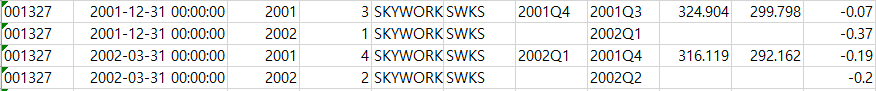 001327 2001-12-31 00:00:00 2001 3 SKYWORK SWKS 2001Q4 2001Q3 324.904 299.798 -0.07
001327 2001-12-31 00:00:00 2002 1 SKYWORK SWKS 2002Q1 -0.37
001327 2002-03-31 00:00:00 2001 4 SKYWORK SWKS 2002Q1 2001Q4 316.119 292.162 -0.19
001327 2002-03-31 00:00:00 2002 2 SKYWORK SWKS 2002Q2 -0.2